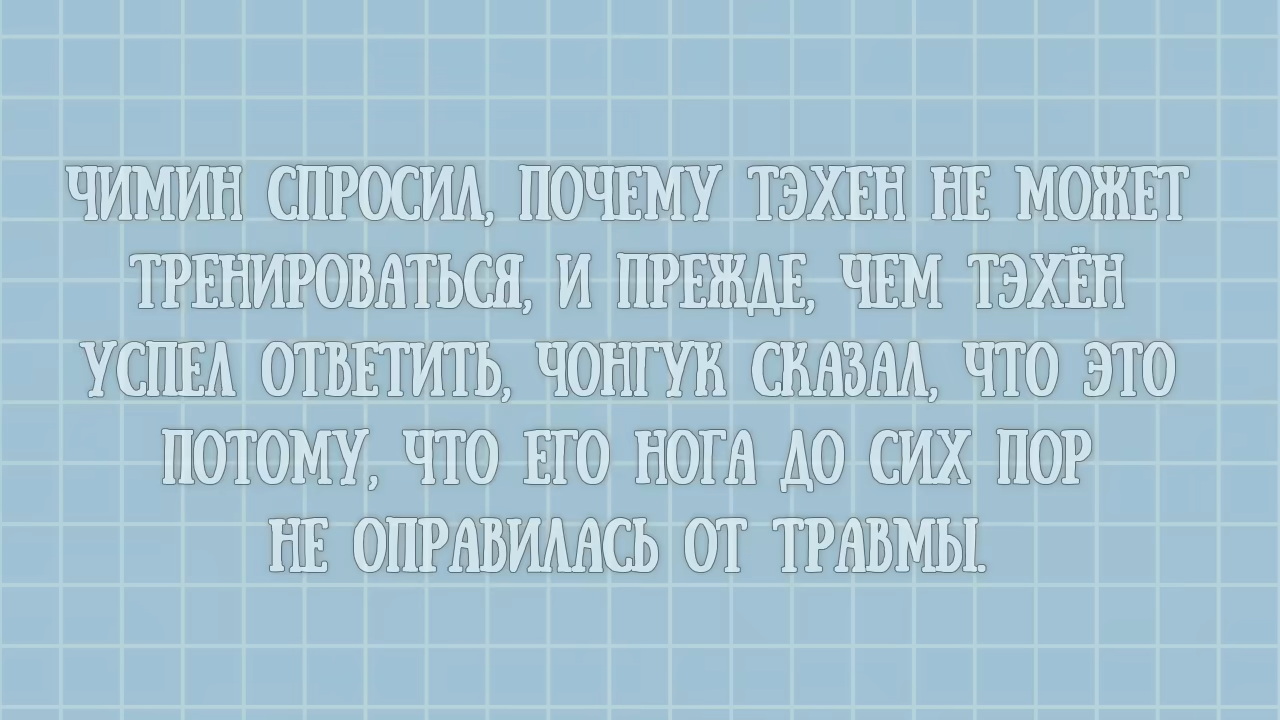 ЧИМИН СПРОСИЛ, ПОЧЕМУ ТЭХЕН НЕ МОЖЕТ
ТРЕНИРОВАТЬСЯ, И ПРЕЖДЕ, ЧЕМ ТЭХЁН
УСПЕЛ ОТВЕТИТЬ, ЧОНГУК СКАЗАЛ, ЧТО ЭТО
ПОТОМУ, ЧТО ЕГО НОГА ДО СИХ ПОР
НЕ ОПРАВИЛАСЬ ОТ ТРАВМЫ.